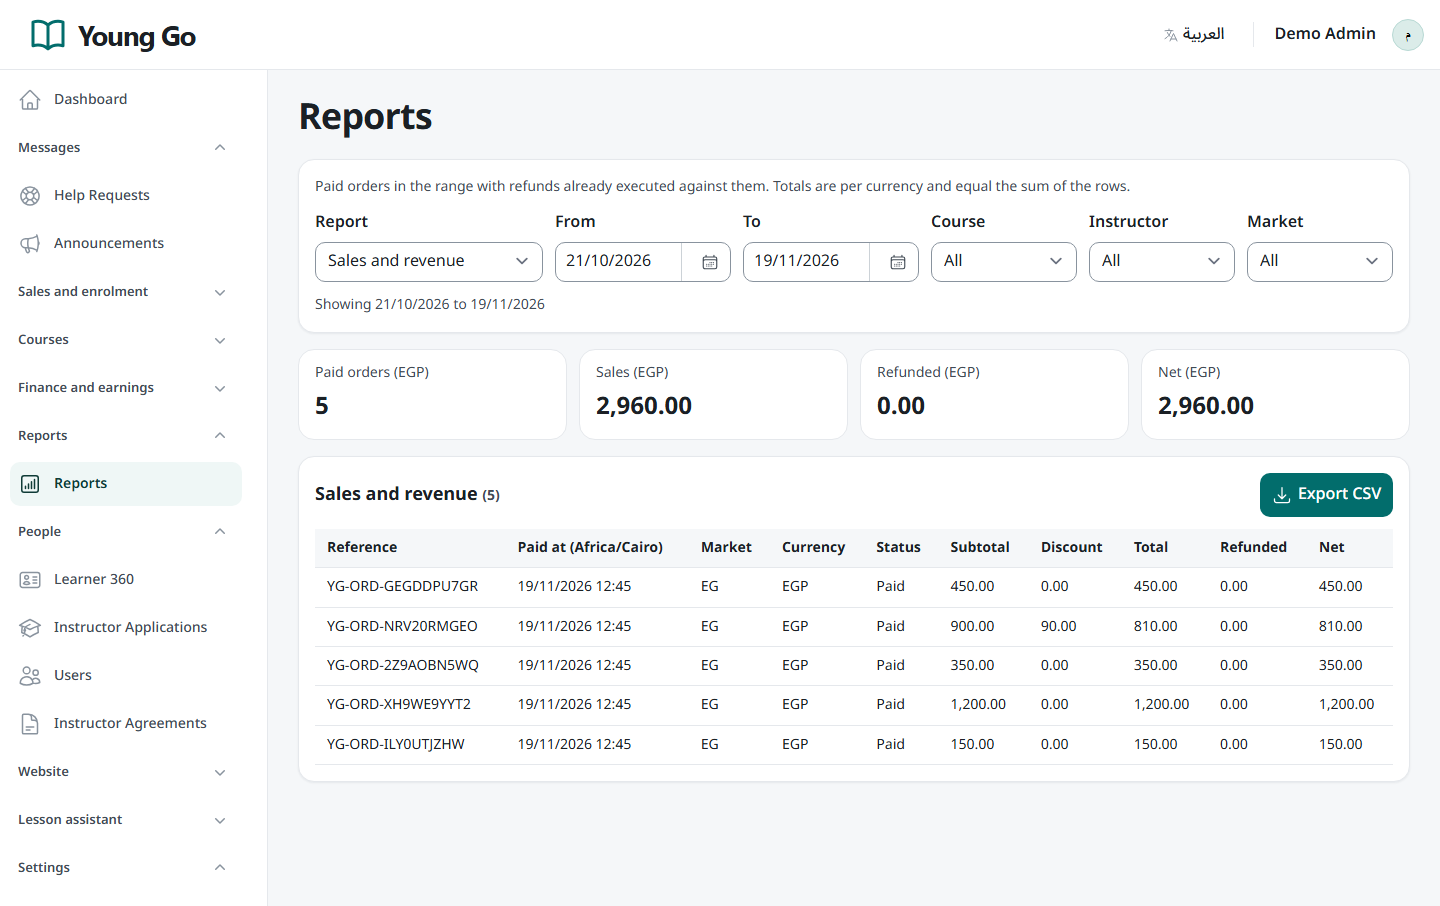 Young Go
العربية
Demo Admin
م
Dashboard
Messages
Help Requests
Announcements
Sales and enrolment
Courses
Finance and earnings
Reports
Reports
People
Learner 360
Instructor Applications
Users
Instructor Agreements
Website
Lesson assistant
Settings
Reports
Paid orders in the range with refunds already executed against them. Totals are per currency and equal the sum of the rows.
Report From To Course Instructor Market
Sales and revenue 21/10/2026 19/11/2026 All All All
Showing 21/10/2026 to 19/11/2026
Paid orders (EGP) Sales (EGP) Refunded (EGP) Net (EGP)
5 2,960.00 0.00 2,960.00
Sales and revenue (5) Export CSV
Reference Paid at (Africa/Cairo) Market Currency Status Subtotal Discount Total Refunded Net
YG-ORD-GEGDDPU7GR 19/11/2026 12:45 EG EGP Paid 450.00 0.00 450.00 0.00 450.00
YG-ORD-NRV20RMGEO 19/11/2026 12:45 EG EGP Paid 900.00 90.00 810.00 0.00 810.00
YG-ORD-2Z9AOBN5WQ 19/11/2026 12:45 EG EGP Paid 350.00 0.00 350.00 0.00 350.00
YG-ORD-XH9WE9YYT2 19/11/2026 12:45 EG EGP Paid 1,200.00 0.00 1,200.00 0.00 1,200.00
YG-ORD-ILY0UTJZHW 19/11/2026 12:45 EG EGP Paid 150.00 0.00 150.00 0.00 150.00